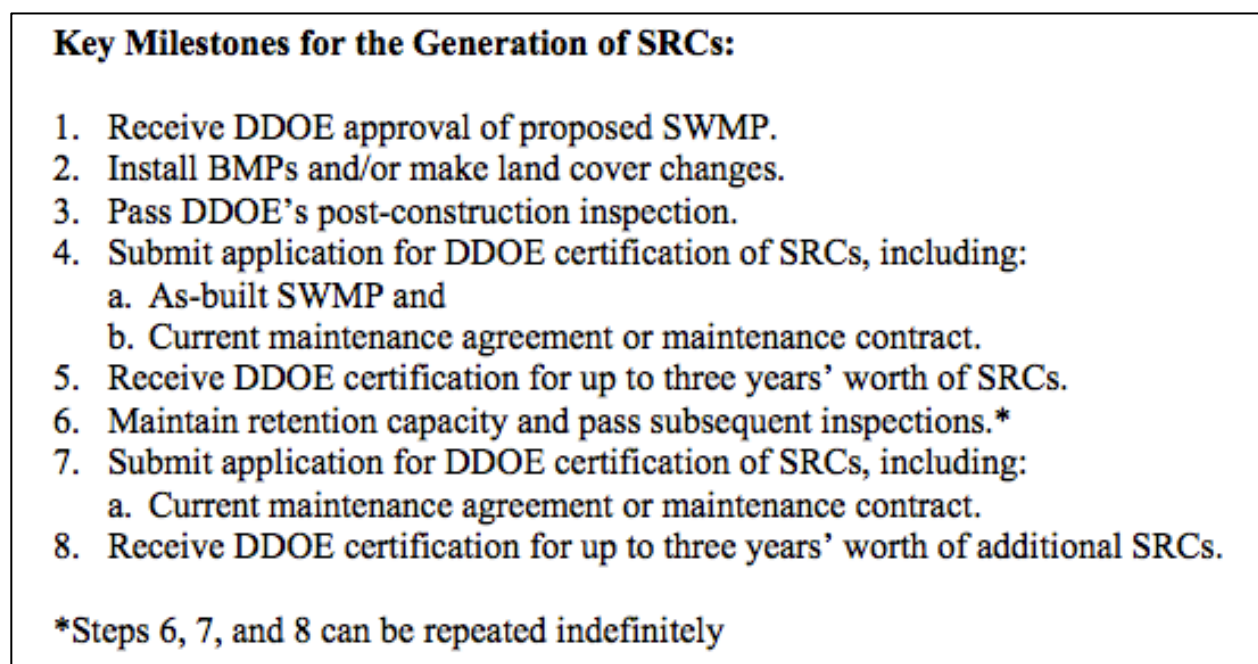 Key Milestones for the Generation of SRCs:
1. Receive DDOE approval of proposed SWMP.
2. Install BMPs and/or make land cover changes.
3. Pass DDOE’s post-construction inspection.
4. Submit application for DDOE certification of SRCs, including:
a. As-built SWMP and
b. Current maintenance agreement or maintenance contract.
5. Receive DDOE certification for up to three years’ worth of SRCs.
6. Maintain retention capacity and pass subsequent inspections.*
7. Submit application for DDOE certification of SRCs, including:
a. Current maintenance agreement or maintenance contract.
8. Receive DDOE certification for up to three years’ worth of additional SRCs.
*Steps 6, 7, and 8 can be repeated indefinitely